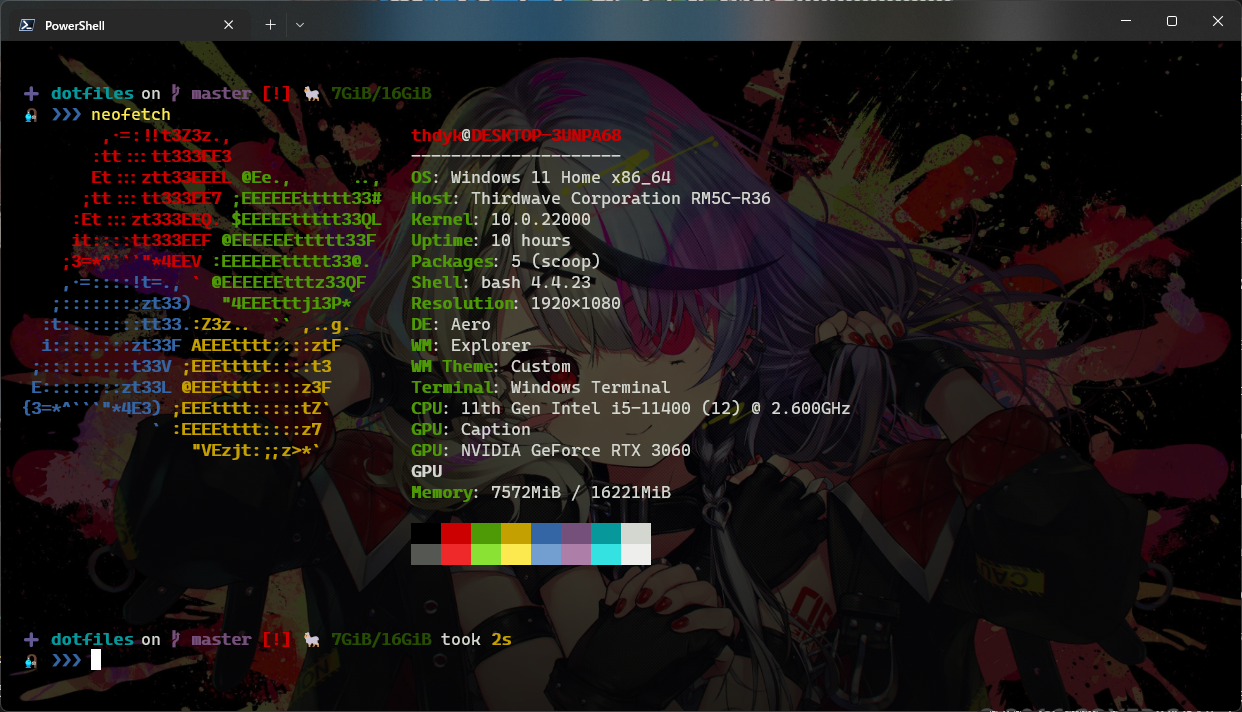 PowerShell
dotfiles on master [!] 🐏 7GiB/16GiB
❯❯❯ neofetch
,.=:!!t3Z3z.,
:tt:::tt333EE3
Et:::ztt33EEEL @Ee.,      ..,
;tt:::tt333EE7 ;EEEEEEttttt33#
:Et:::zt333EEQ. $EEEEEttttt33QL
it::::tt333EEF @EEEEEEttttt33F
;3=*^```"*4EEV :EEEEEEttttt33@.
,.=::::!t=., ` @EEEEEEtttz33QF
;::::::::zt33)   "4EEEtttji3P*
:t::::::::tt33.:Z3z..  `` ,..g.
i::::::::zt33F AEEEtttt::::ztF
;:::::::::t33V ;EEEttttt::::t3
E::::::::zt33L @EEEtttt::::z3F
{3=*^```"*4E3) ;EEEtttt:::::tZ`
` :EEEEtttt::::z7
"VEzjt:;;z>*`
thdyk@DESKTOP-3UNPA68
---------------------
OS: Windows 11 Home x86_64
Host: Thirdwave Corporation RM5C-R36
Kernel: 10.0.22000
Uptime: 10 hours
Packages: 5 (scoop)
Shell: bash 4.4.23
Resolution: 1920×1080
DE: Aero
WM: Explorer
WM Theme: Custom
Terminal: Windows Terminal
CPU: 11th Gen Intel i5-11400 (12) @ 2.600GHz
GPU: Caption
GPU: NVIDIA GeForce RTX 3060
GPU
Memory: 7572MiB / 16221MiB
dotfiles on master [!] 🐏 7GiB/16GiB took 2s
❯❯❯